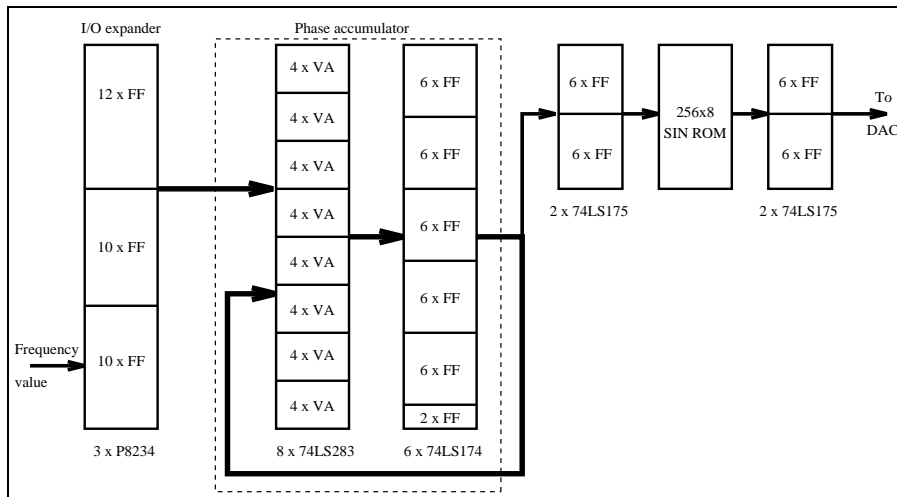 I/O expander
12 x FF
10 x FF
10 x FF
Frequency
value
3 x P8234
Phase accumulator
4 x VA
4 x VA
4 x VA
4 x VA
4 x VA
4 x VA
4 x VA
4 x VA
8 x 74LS283
6 x FF
6 x FF
6 x FF
6 x FF
6 x FF
2 x FF
6 x 74LS174
6 x FF
6 x FF
2 x 74LS175
256x8
SIN ROM
6 x FF
6 x FF
2 x 74LS175
To
DAC